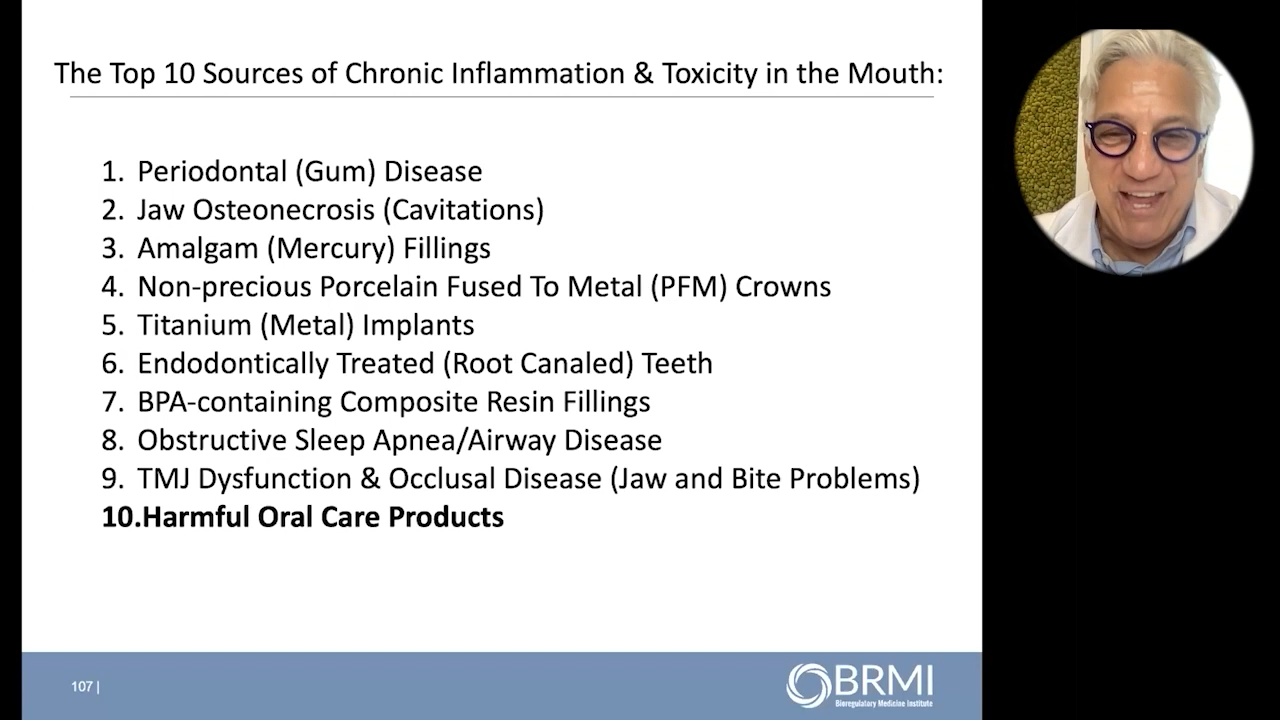 The Top 10 Sources of Chronic Inflammation & Toxicity in the Mouth:
1. Periodontal (Gum) Disease
2. Jaw Osteonecrosis (Cavitations)
3. Amalgam (Mercury) Fillings
4. Non-precious Porcelain Fused To Metal (PFM) Crowns
5. Titanium (Metal) Implants
6. Endodontically Treated (Root Canaled) Teeth
7. BPA-containing Composite Resin Fillings
8. Obstructive Sleep Apnea/Airway Disease
9. TMJ Dysfunction & Occlusal Disease (Jaw and Bite Problems)
10.Harmful Oral Care Products
107 |
BRMI
Bioregulatory Medicine Institute